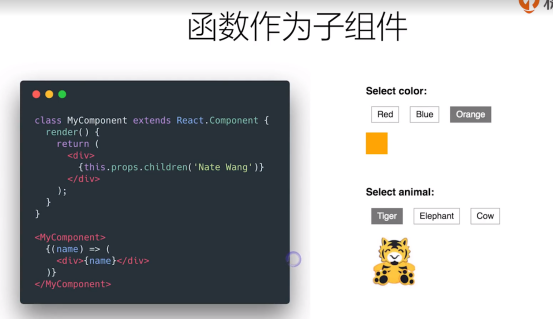 函数作为子组件
class MyComponent extends React.Component {
  render() {
    return (
      <div>
        {this.props.children('Nate Wang')}
      </div>
    );
  }
}
<MyComponent>
  {(name) => (
    <div>{name}</div>
  )}
</MyComponent>
Select color:
Red Blue Orange
Select animal:
Tiger Elephant Cow